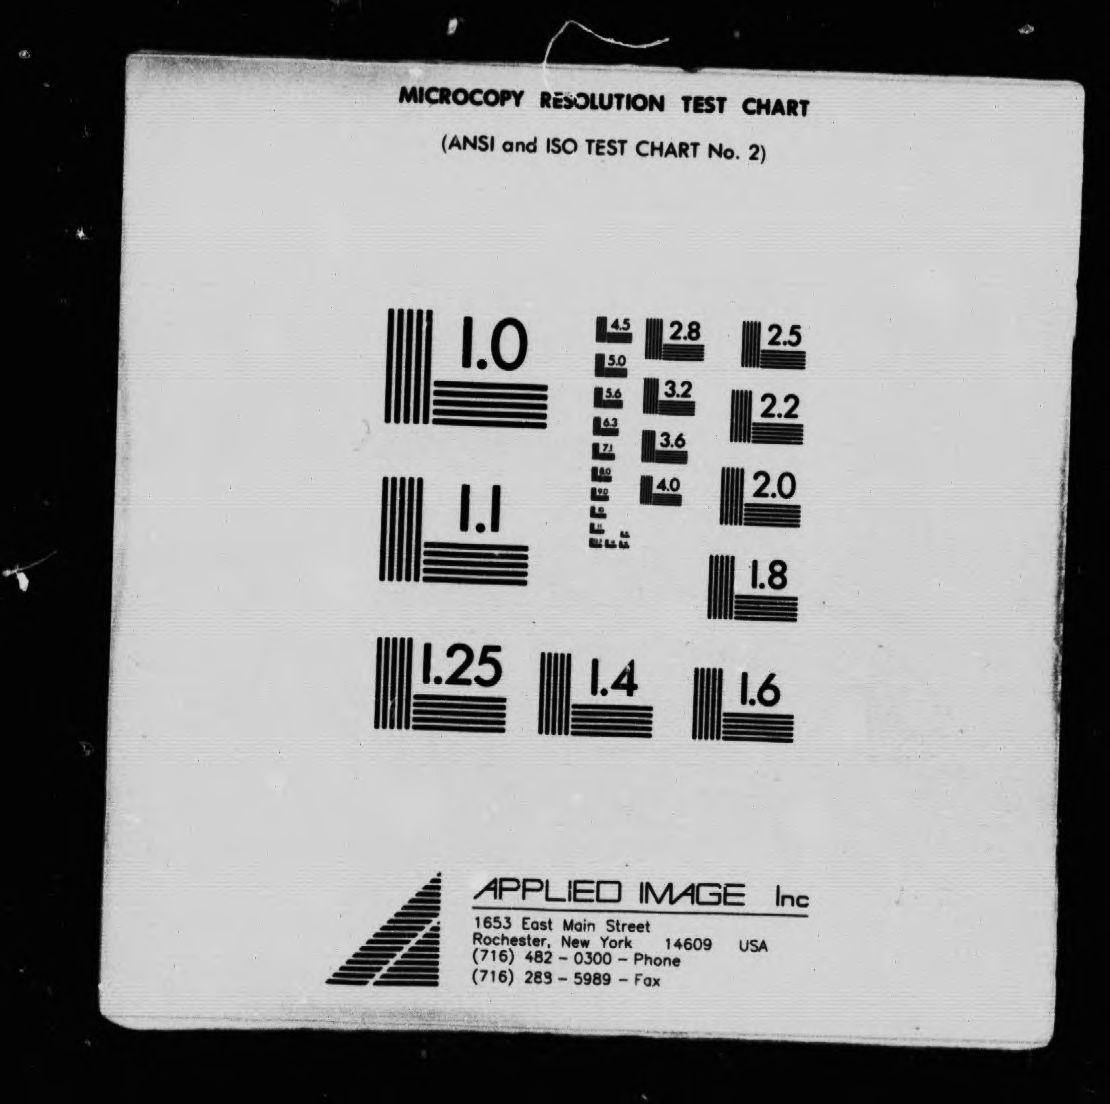 MICROCOPY RESOLUTION TEST CHART
(ANSI and ISO TEST CHART No. 2)
1.0
1.1
1.25
1.4
1.6
1.8
2.0
2.2
2.5
2.8
3.2
3.6
4.0
4.5
5.0
5.6
6.3
7.1
8.0
9.0
APPLIED IMAGE Inc
1653 East Main Street
Rochester, New York 14609 USA
(716) 482 - 0300 - Phone
(716) 288 - 5989 - Fax